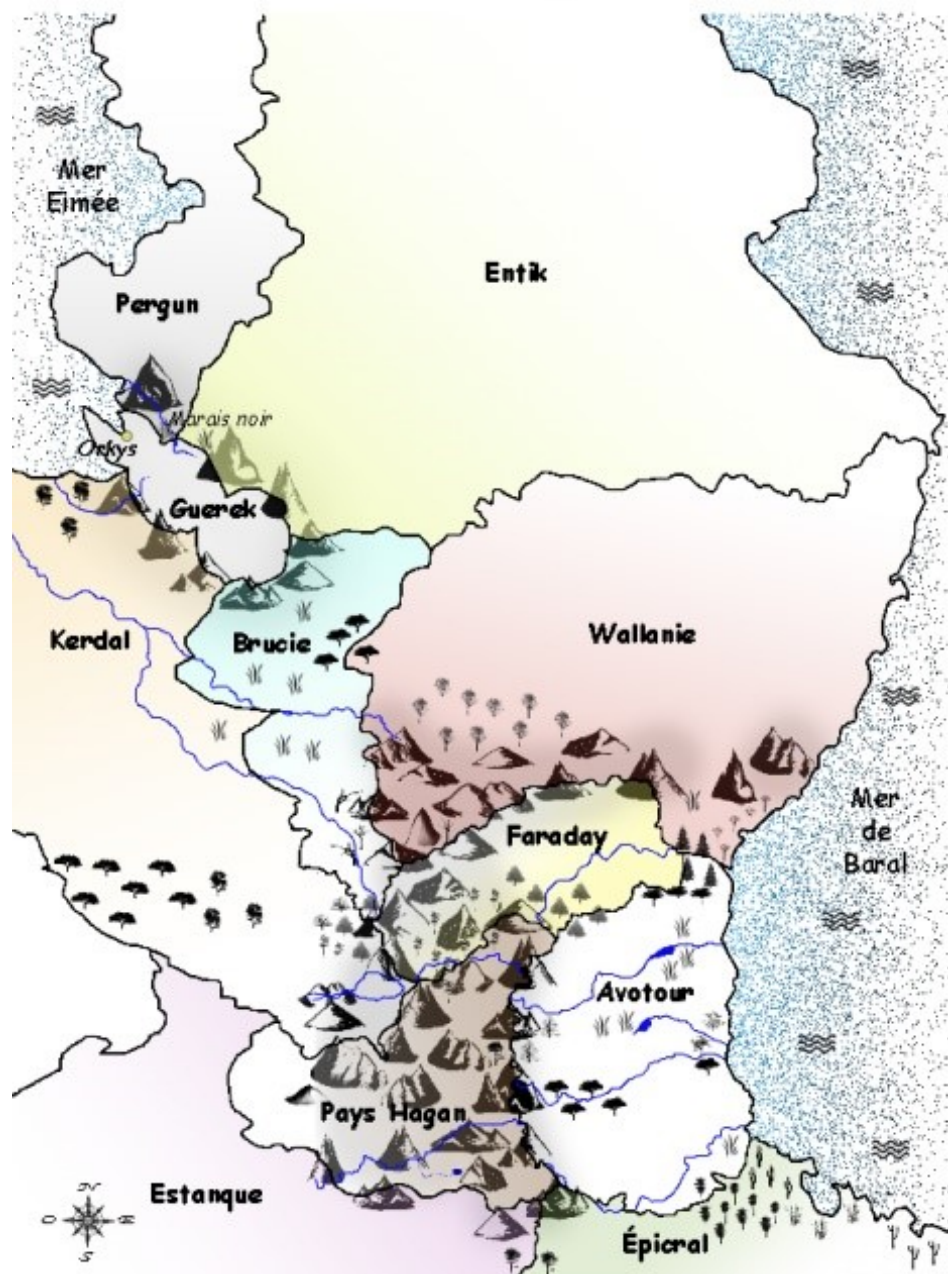 Mer
Eimée
Entik
Pergun
Marais noir
Orkys
Guerek
Kerdal
Brucie
Wallanie
Mer
de
Baral
Faraday
Avotour
Pays Hagan
Estanque
Épicral
N
O
E
S